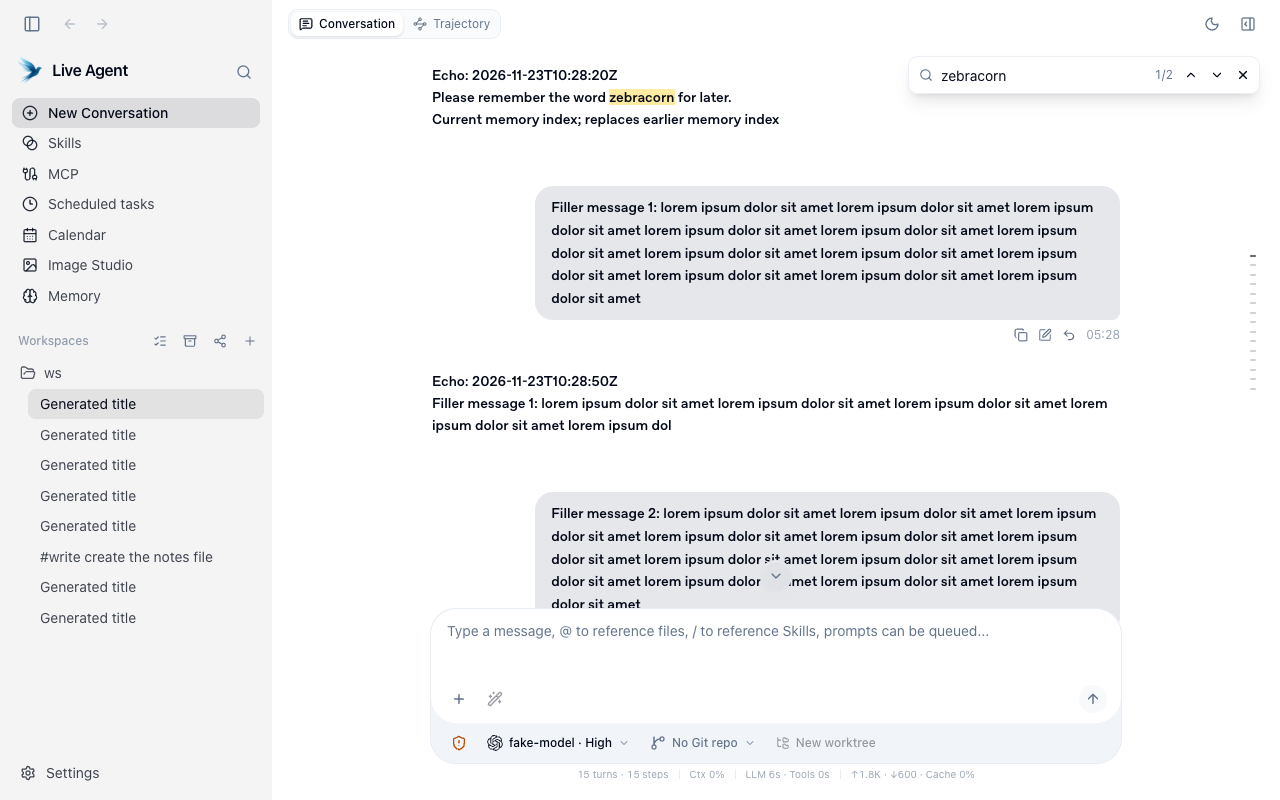 Conversation
Trajectory
Live Agent
New Conversation
Skills
MCP
Scheduled tasks
Calendar
Image Studio
Memory
Workspaces
ws
Generated title
Generated title
Generated title
Generated title
Generated title
#write create the notes file
Generated title
Generated title
Settings
zebracorn
1/2
Echo: 2026-11-23T10:28:20Z
Please remember the word zebracorn for later.
Current memory index; replaces earlier memory index
Filler message 1: lorem ipsum dolor sit amet lorem ipsum dolor sit amet lorem ipsum
dolor sit amet lorem ipsum dolor sit amet lorem ipsum dolor sit amet lorem ipsum
dolor sit amet lorem ipsum dolor sit amet lorem ipsum dolor sit amet lorem ipsum
dolor sit amet lorem ipsum dolor sit amet lorem ipsum dolor sit amet lorem ipsum
dolor sit amet
05:28
Echo: 2026-11-23T10:28:50Z
Filler message 1: lorem ipsum dolor sit amet lorem ipsum dolor sit amet lorem ipsum dolor sit amet lorem
ipsum dolor sit amet lorem ipsum dol
Filler message 2: lorem ipsum dolor sit amet lorem ipsum dolor sit amet lorem ipsum
dolor sit amet lorem ipsum dolor sit amet lorem ipsum dolor sit amet lorem ipsum
dolor sit amet lorem ipsum dolor sit amet lorem ipsum dolor sit amet lorem ipsum
dolor sit amet lorem ipsum dolor amet lorem ipsum dolor sit amet lorem ipsum
dolor sit amet
Type a message, @ to reference files, / to reference Skills, prompts can be queued...
fake-model · High
No Git repo
New worktree
15 turns · 15 steps
Ctx 0%
LLM 6s · Tools 0s
↑1.8K · ↓600 · Cache 0%